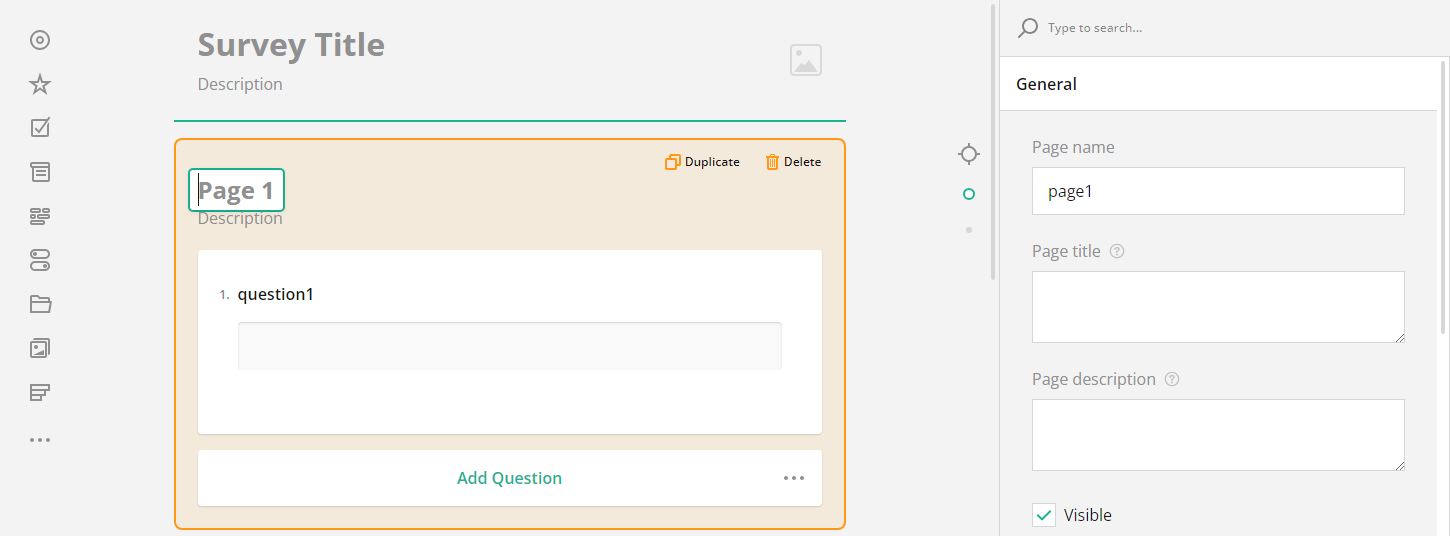 Survey Title
Description
Duplicate
Delete
Page 1
Description
1. question1
Add Question
Type to search...
General
Page name
page1
Page title
Page description
Visible